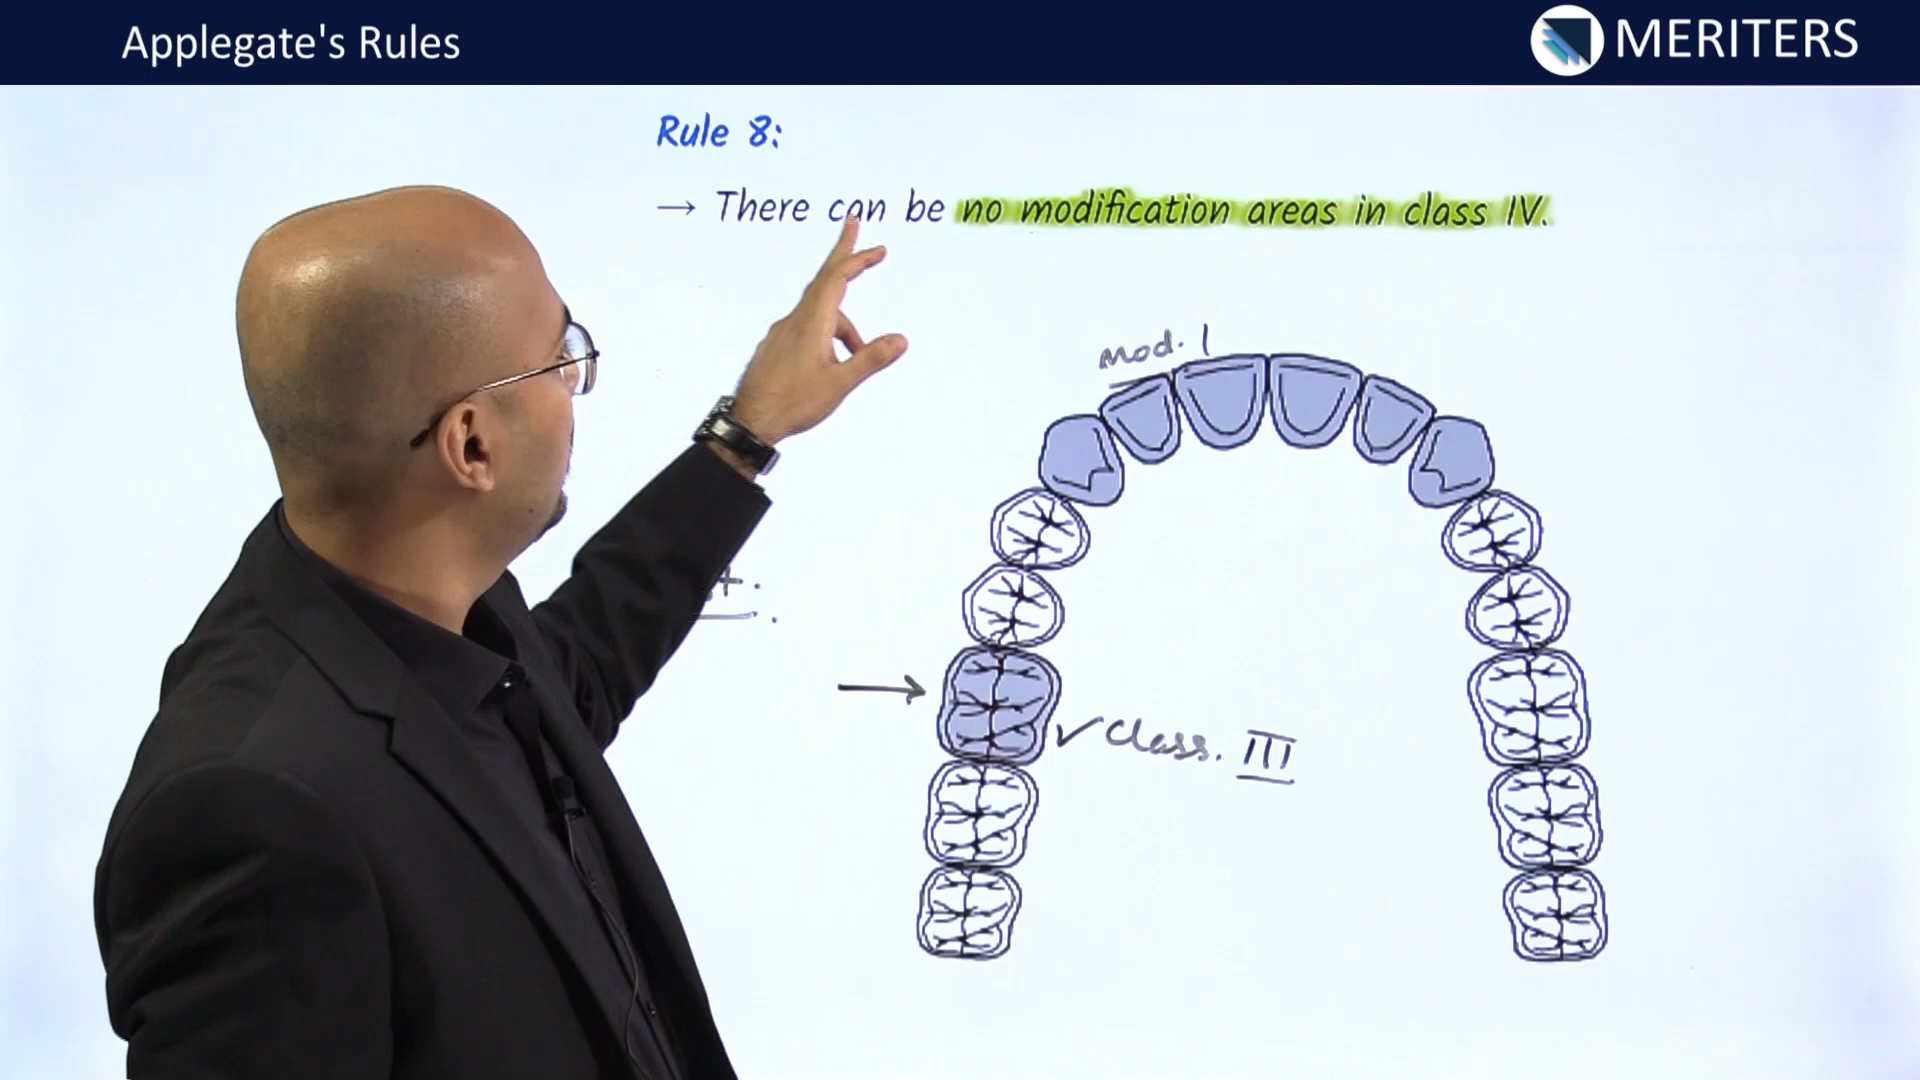 Applegate's Rules
MERITERS
Rule 8:
→ There can be no modification areas in class IV.
Mod. 1
✓ Class. III